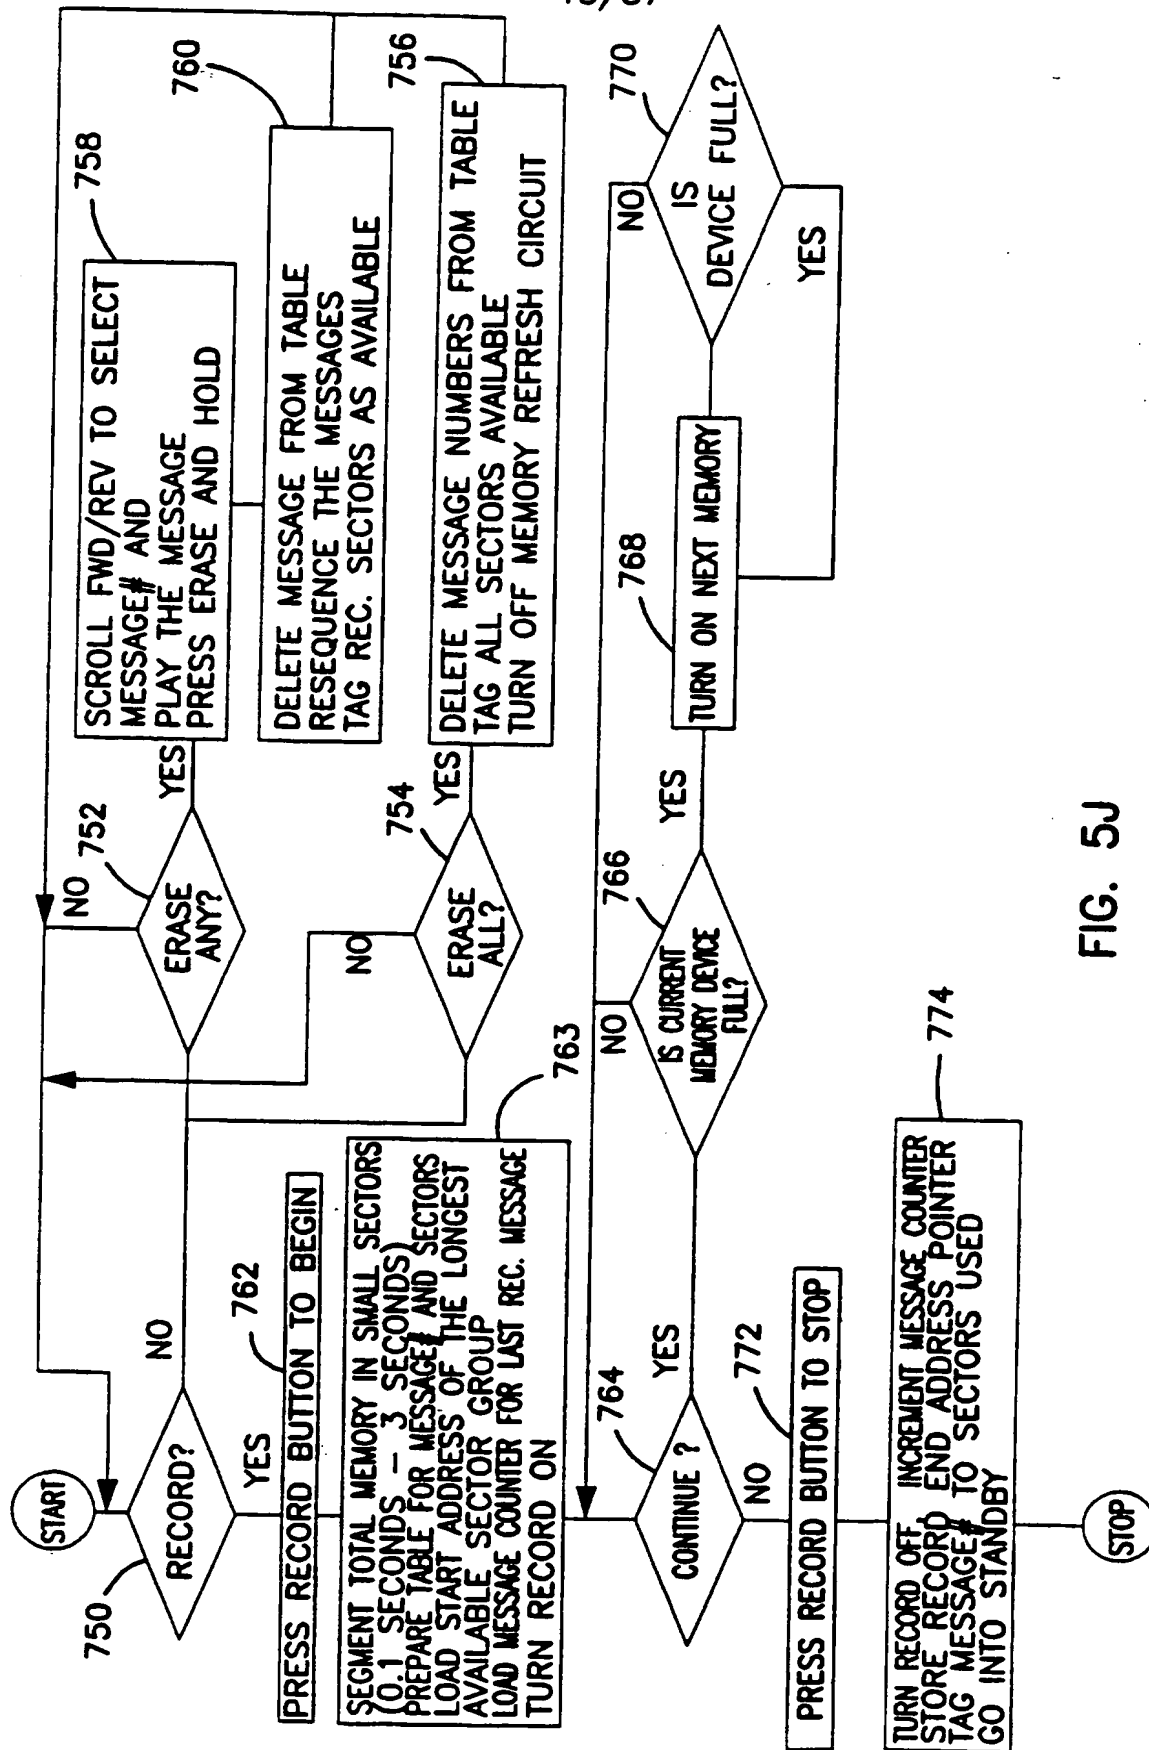 START
750
RECORD?
NO
YES
752
ERASE
ANY?
NO
YES
758
SCROLL FWD/REV TO SELECT
MESSAGE# AND
PLAY THE MESSAGE
PRESS ERASE AND HOLD
760
DELETE MESSAGE FROM TABLE
RESEQUENCE THE MESSAGES
TAG REC. SECTORS AS AVAILABLE
754
ERASE
ALL?
NO
YES
756
DELETE MESSAGE NUMBERS FROM TABLE
TAG ALL SECTORS AVAILABLE
TURN OFF MEMORY REFRESH CIRCUIT
762
PRESS RECORD BUTTON TO BEGIN
763
SEGMENT TOTAL MEMORY IN SMALL SECTORS
(0.1 SECONDS - 3 SECONDS)
PREPARE TABLE FOR MESSAGE# AND SECTORS
LOAD START ADDRESS OF THE LONGEST
AVAILABLE SECTOR GROUP
LOAD MESSAGE COUNTER FOR LAST REC. MESSAGE
TURN RECORD ON
764
CONTINUE ?
YES
NO
766
IS CURRENT
MEMORY DEVICE
FULL?
NO
YES
768
TURN ON NEXT MEMORY
770
IS
DEVICE FULL?
NO
YES
772
PRESS RECORD BUTTON TO STOP
774
TURN RECORD OFF, INCREMENT MESSAGE COUNTER
STORE RECORD END ADDRESS POINTER
TAG MESSAGE# TO SECTORS USED
GO INTO STANDBY
STOP
FIG. 5J